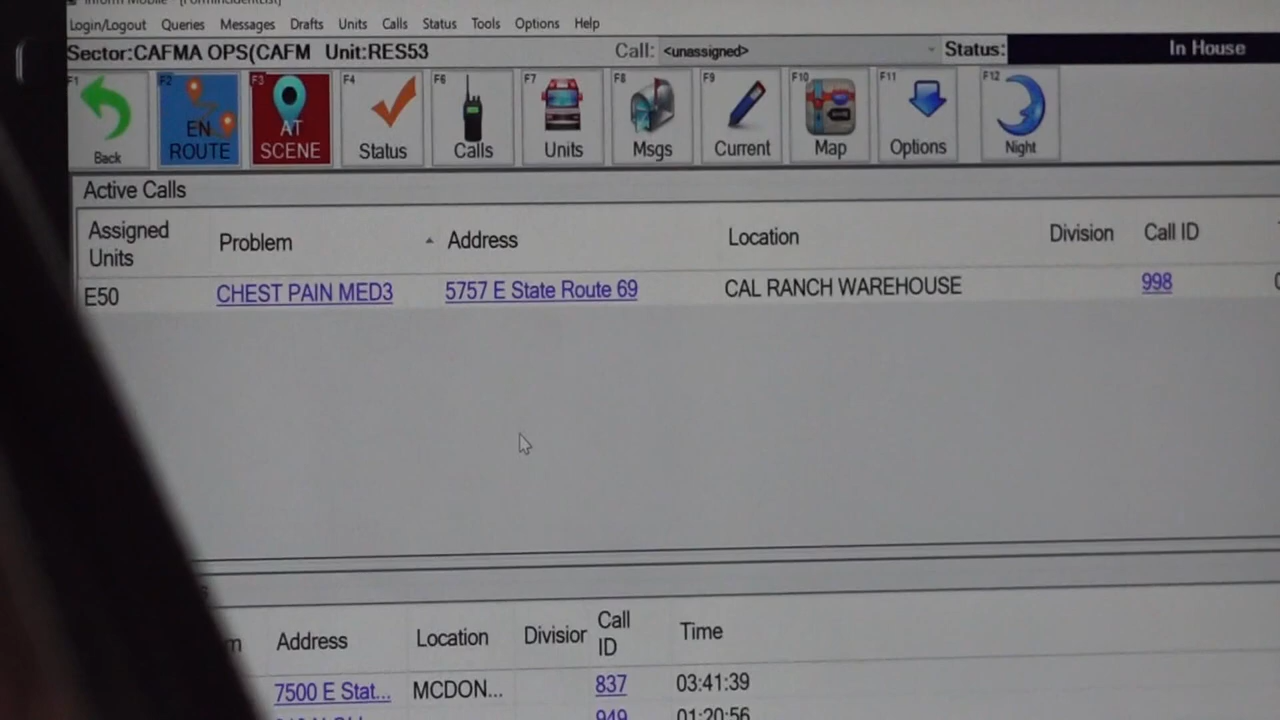 Inform Mobile - [FormIncidentList]
Login/Logout Queries Messages Drafts Units Calls Status Tools Options Help
Sector:CAFMA OPS(CAFM Unit:RES53 Call: <unassigned> Status: In House
F1 F2 F3 F4 F6 F7 F8 F9 F10 F11 F12
Back EN ROUTE AT SCENE Status Calls Units Msgs Current Map Options Night
Active Calls
Assigned Units Problem Address Location Division Call ID
E50 CHEST PAIN MED3 5757 E State Route 69 CAL RANCH WAREHOUSE 998
Address Location Divisior Call ID Time
7500 E Stat... MCDON... 837 03:41:39
949 01:20:56